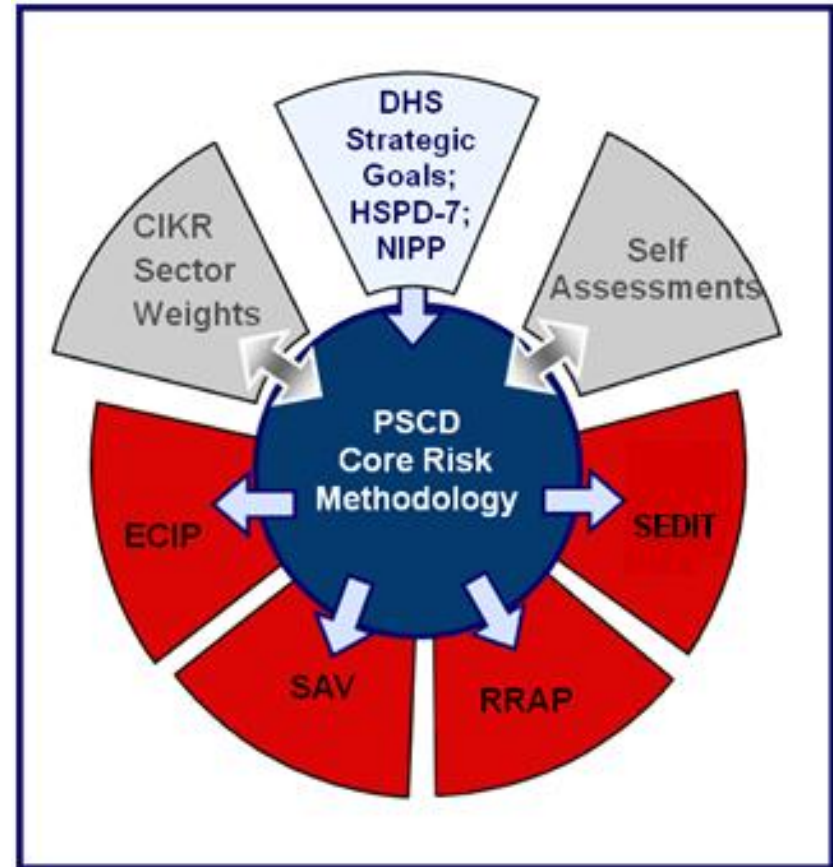 DHS
Strategic
Goals;
HSPD-7;
NIPP
CIKR
Sector
Weights
Self
Assessments
PSCD
Core Risk
Methodology
ECIP
SEDIT
SAV
RRAP